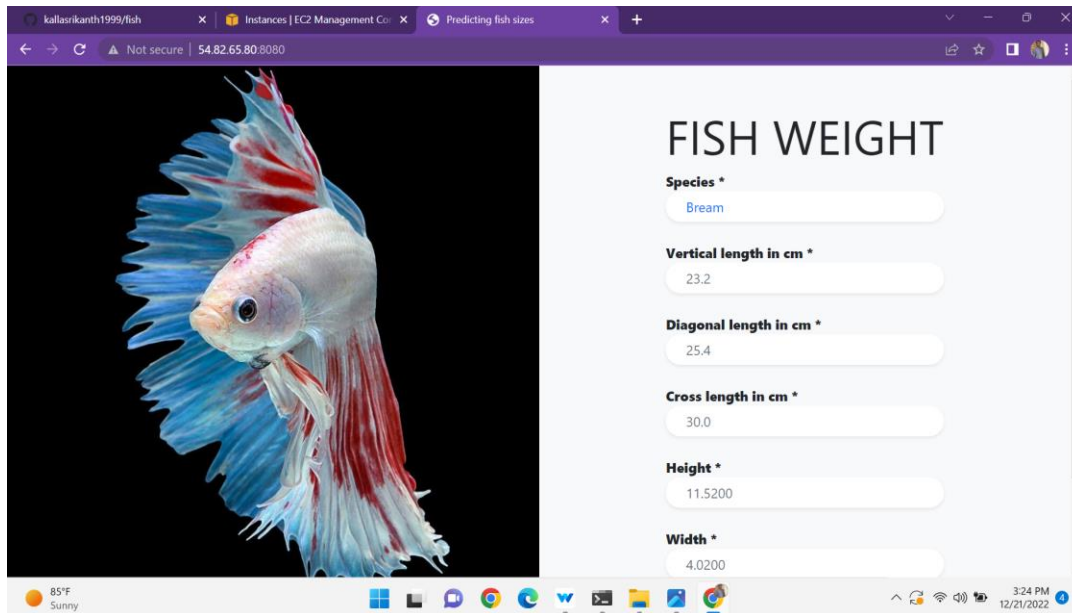 kallasrikanth1999/fish
Instances | EC2 Management Cor
Predicting fish sizes
Not secure | 54.82.65.80:8080
FISH WEIGHT
Species *
Bream
Vertical length in cm *
23.2
Diagonal length in cm *
25.4
Cross length in cm *
30.0
Height *
11.5200
Width *
4.0200
85°F
Sunny
3:24 PM
12/21/2022
4